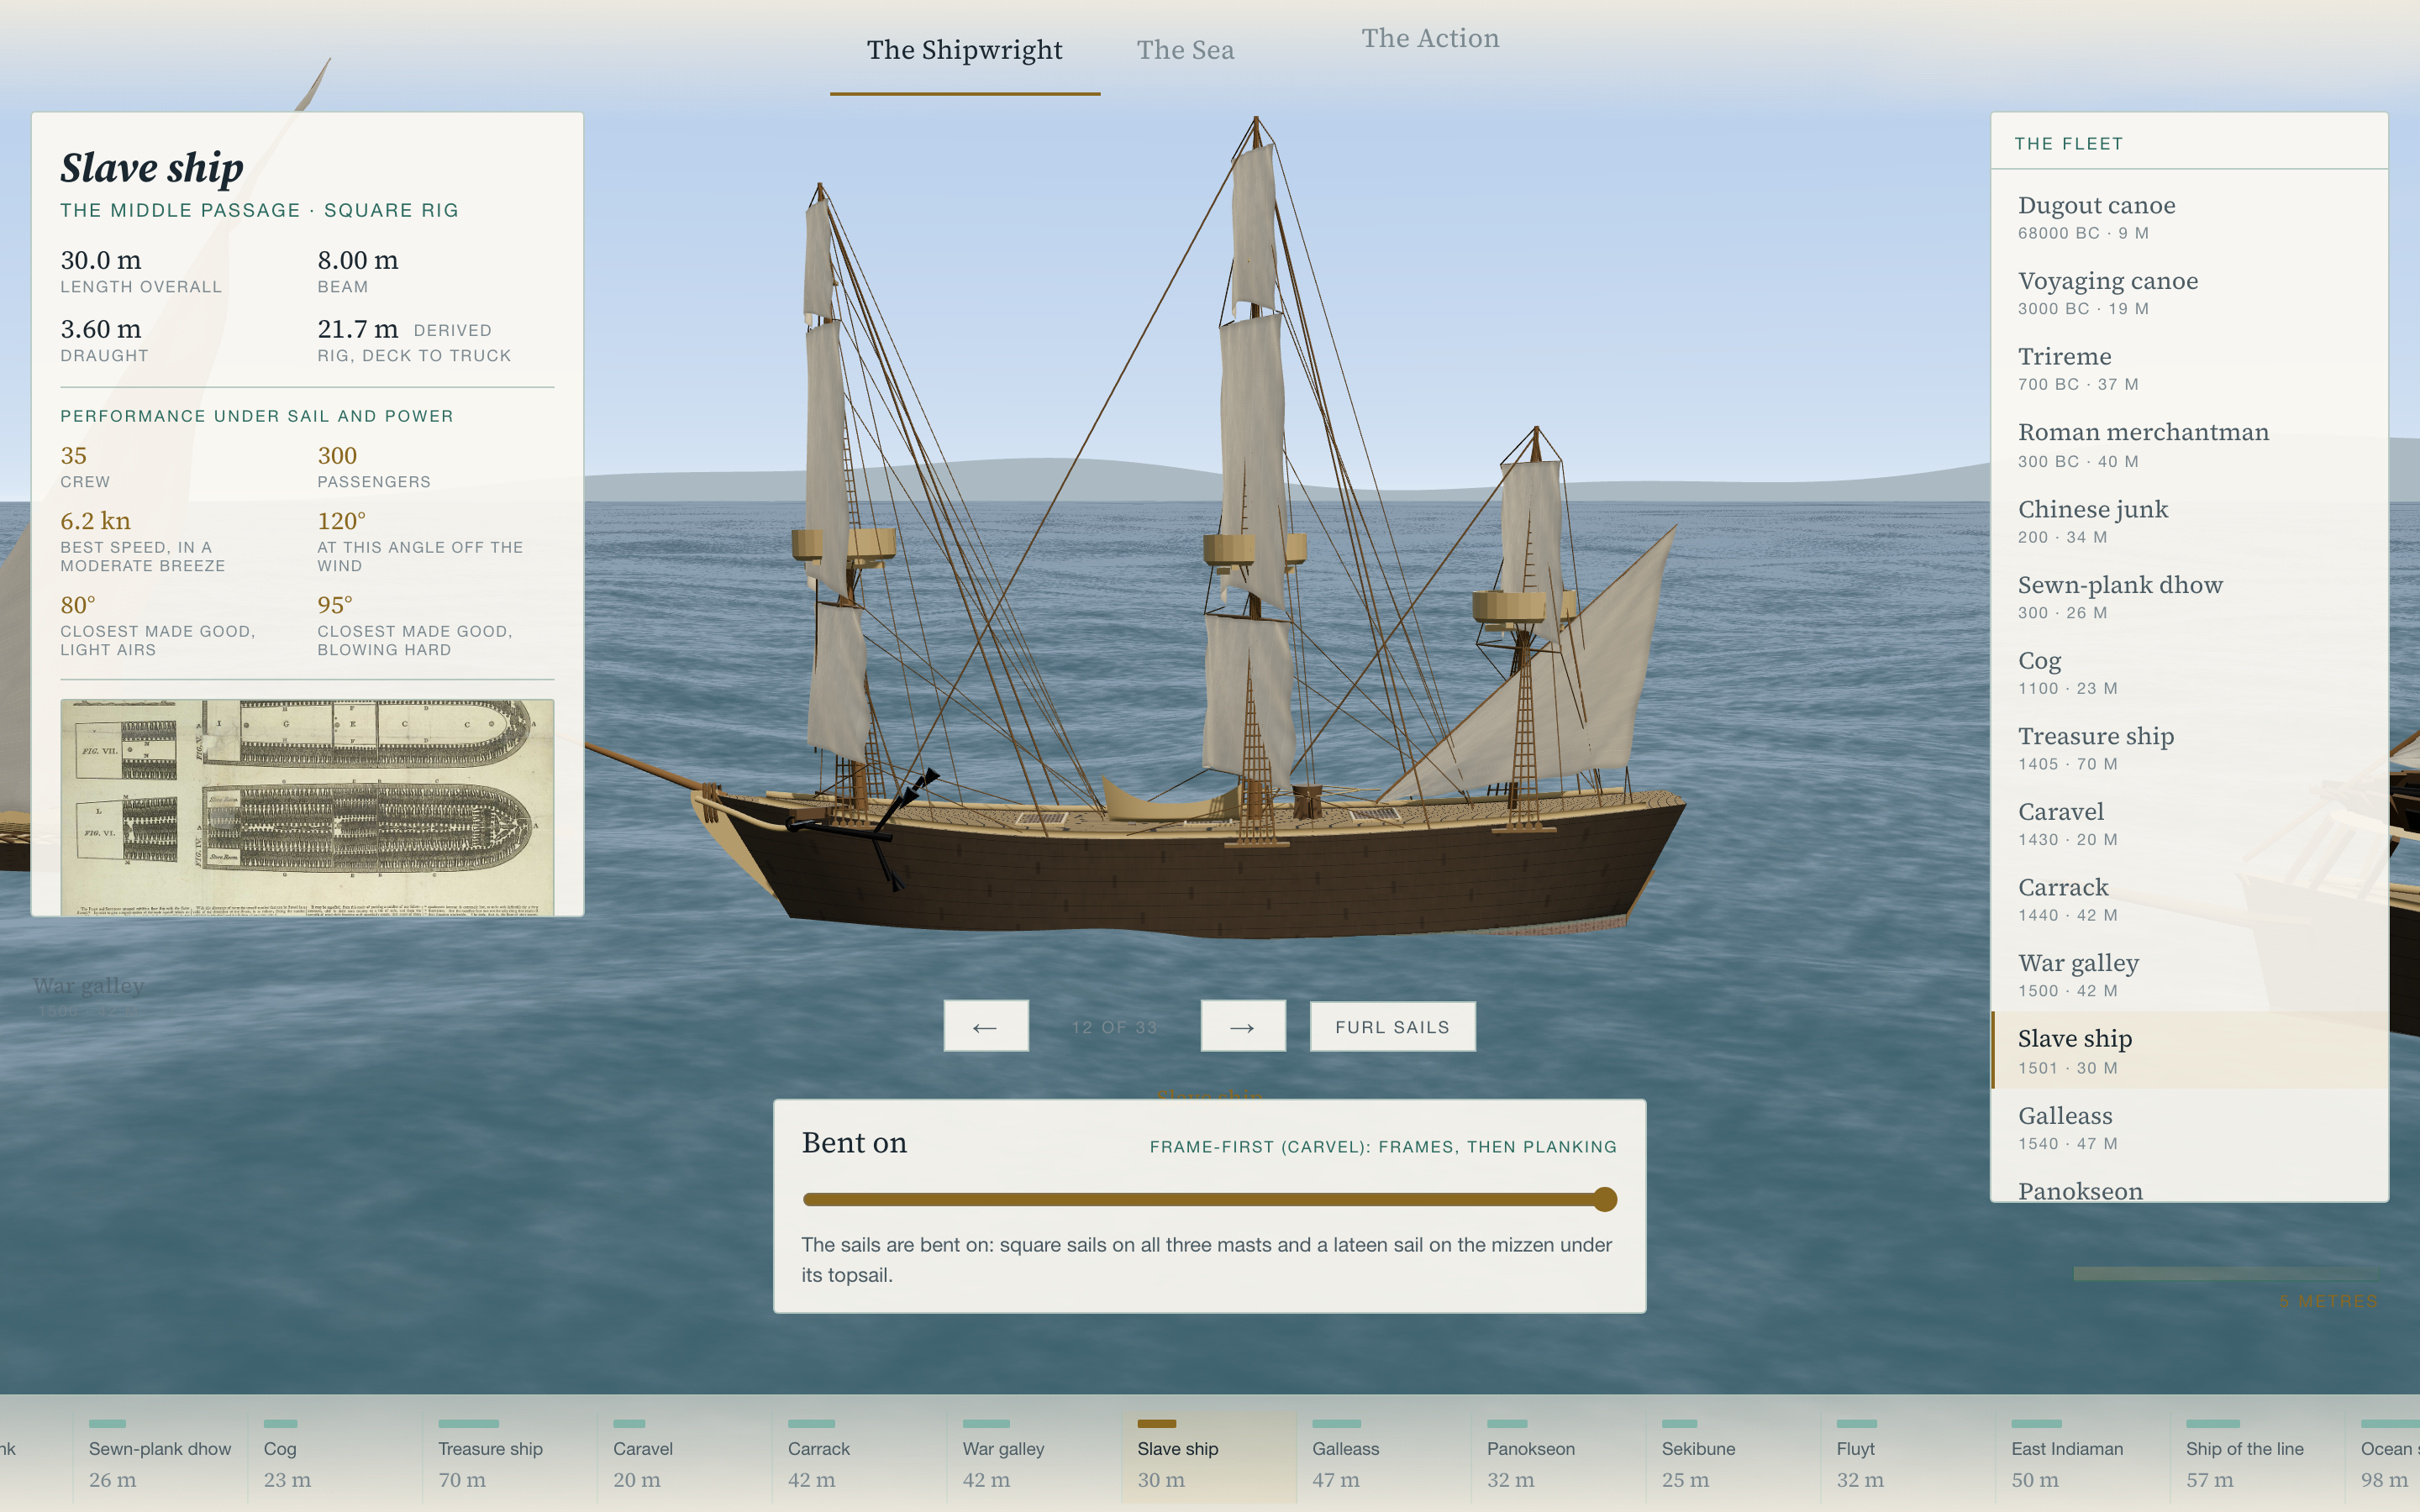 The Shipwright
The Sea
The Action
Slave ship
THE MIDDLE PASSAGE · SQUARE RIG
30.0 m
LENGTH OVERALL
8.00 m
BEAM
3.60 m
DRAUGHT
21.7 m DERIVED
RIG, DECK TO TRUCK
PERFORMANCE UNDER SAIL AND POWER
35
CREW
300
PASSENGERS
6.2 kn
BEST SPEED, IN A
MODERATE BREEZE
120°
AT THIS ANGLE OFF THE
WIND
80°
CLOSEST MADE GOOD,
LIGHT AIRS
95°
CLOSEST MADE GOOD,
BLOWING HARD
FIG. VII.
FIG. VI.
Store Room
Store Room
War galley
1500 · 42
← 12 OF 33 → FURL SAILS
Slave ship
Bent on
FRAME-FIRST (CARVEL): FRAMES, THEN PLANKING
The sails are bent on: square sails on all three masts and a lateen sail on the mizzen under
its topsail.
THE FLEET
Dugout canoe
68000 BC · 9 M
Voyaging canoe
3000 BC · 19 M
Trireme
700 BC · 37 M
Roman merchantman
300 BC · 40 M
Chinese junk
200 · 34 M
Sewn-plank dhow
300 · 26 M
Cog
1100 · 23 M
Treasure ship
1405 · 70 M
Caravel
1430 · 20 M
Carrack
1440 · 42 M
War galley
1500 · 42 M
Slave ship
1501 · 30 M
Galleass
1540 · 47 M
Panokseon
5 METRES
nk
Sewn-plank dhow
26 m
Cog
23 m
Treasure ship
70 m
Caravel
20 m
Carrack
42 m
War galley
42 m
Slave ship
30 m
Galleass
47 m
Panokseon
32 m
Sekibune
25 m
Fluyt
32 m
East Indiaman
50 m
Ship of the line
57 m
Ocean s
98 m